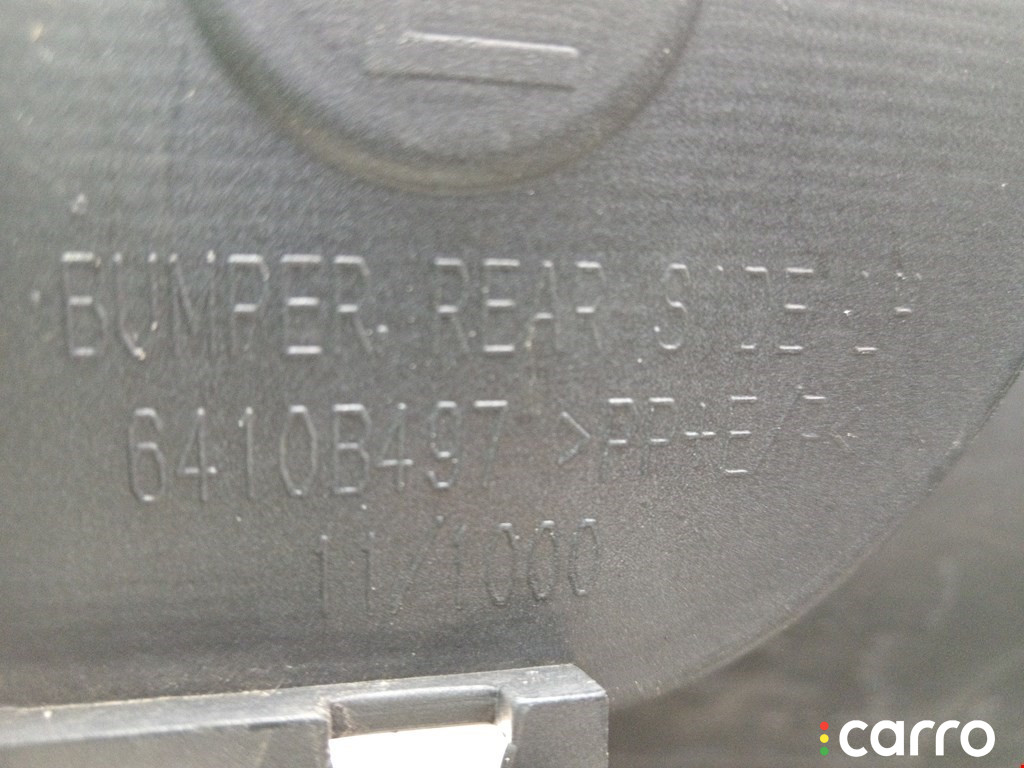 BUMPER, REAR SIDE
6410B497 >PP+E/P
11/1000
carro